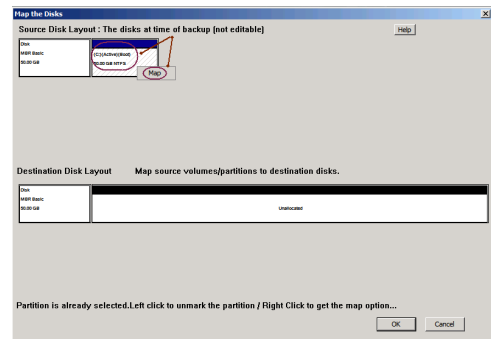 Map the Disks
Source Disk Layout : The disks at time of backup (not editable)
Help
Disk
MBR Basic
50.00 GB
(C:)(Active)(Boot)
50.00 GB NTFS
Map
Destination Disk Layout Map source volumes/partitions to destination disks.
Disk
MBR Basic
50.00 GB
Unallocated
Partition is already selected.Left click to unmark the partition / Right Click to get the map option...
OK Cancel